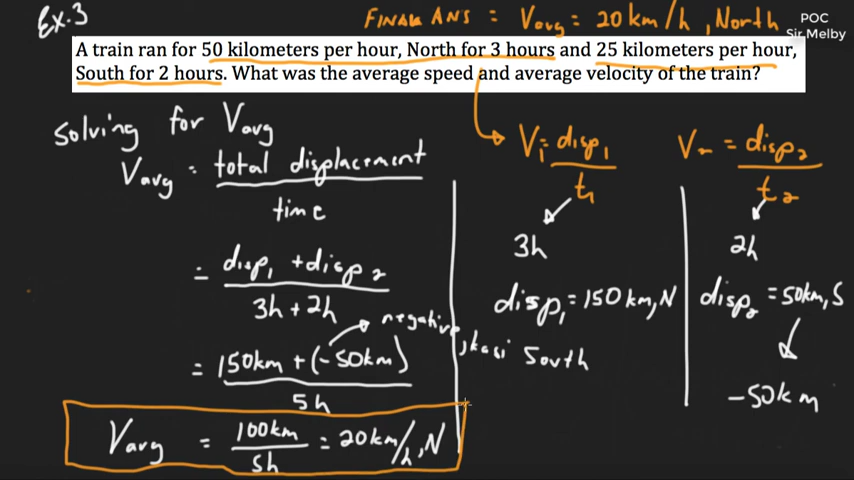 Ex.3
FINAL ANS = Vavg = 20 km/h, North
POC
Sir.Melby
A train ran for 50 kilometers per hour, North for 3 hours and 25 kilometers per hour,
South for 2 hours. What was the average speed and average velocity of the train?
Solving for Vavg
Vavg = total displacement
time
= disp1 + disp2
3h + 2h
= 150km + (-50km)
5h
negative, kasi South
Vavg = 100km = 20km/h, N
5h
V1 = disp1
t1
3h
disp1 = 150 km, N
V2 = disp2
t2
2h
disp2 = 50km, S
-50km